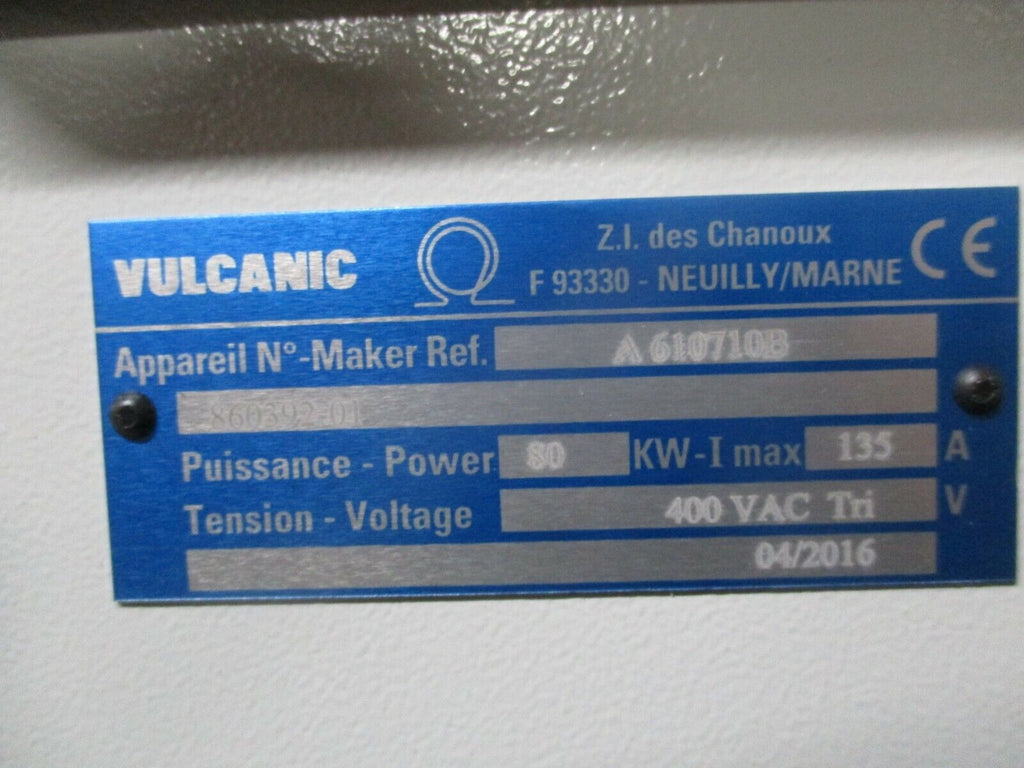 VULCANIC
Z.I. des Chanoux
F 93330 - NEUILLY/MARNE
CE
Appareil N°-Maker Ref. A 610710B
860392-01
Puissance - Power 80 KW-I max 135 A
Tension - Voltage 400 VAC Tri V
04/2016